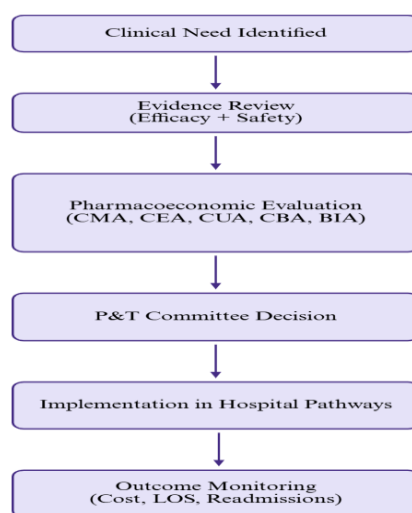 Clinical Need Identified
Evidence Review
(Efficacy + Safety)
Pharmacoeconomic Evaluation
(CMA, CEA, CUA, CBA, BIA)
P&T Committee Decision
Implementation in Hospital Pathways
Outcome Monitoring
(Cost, LOS, Readmissions)